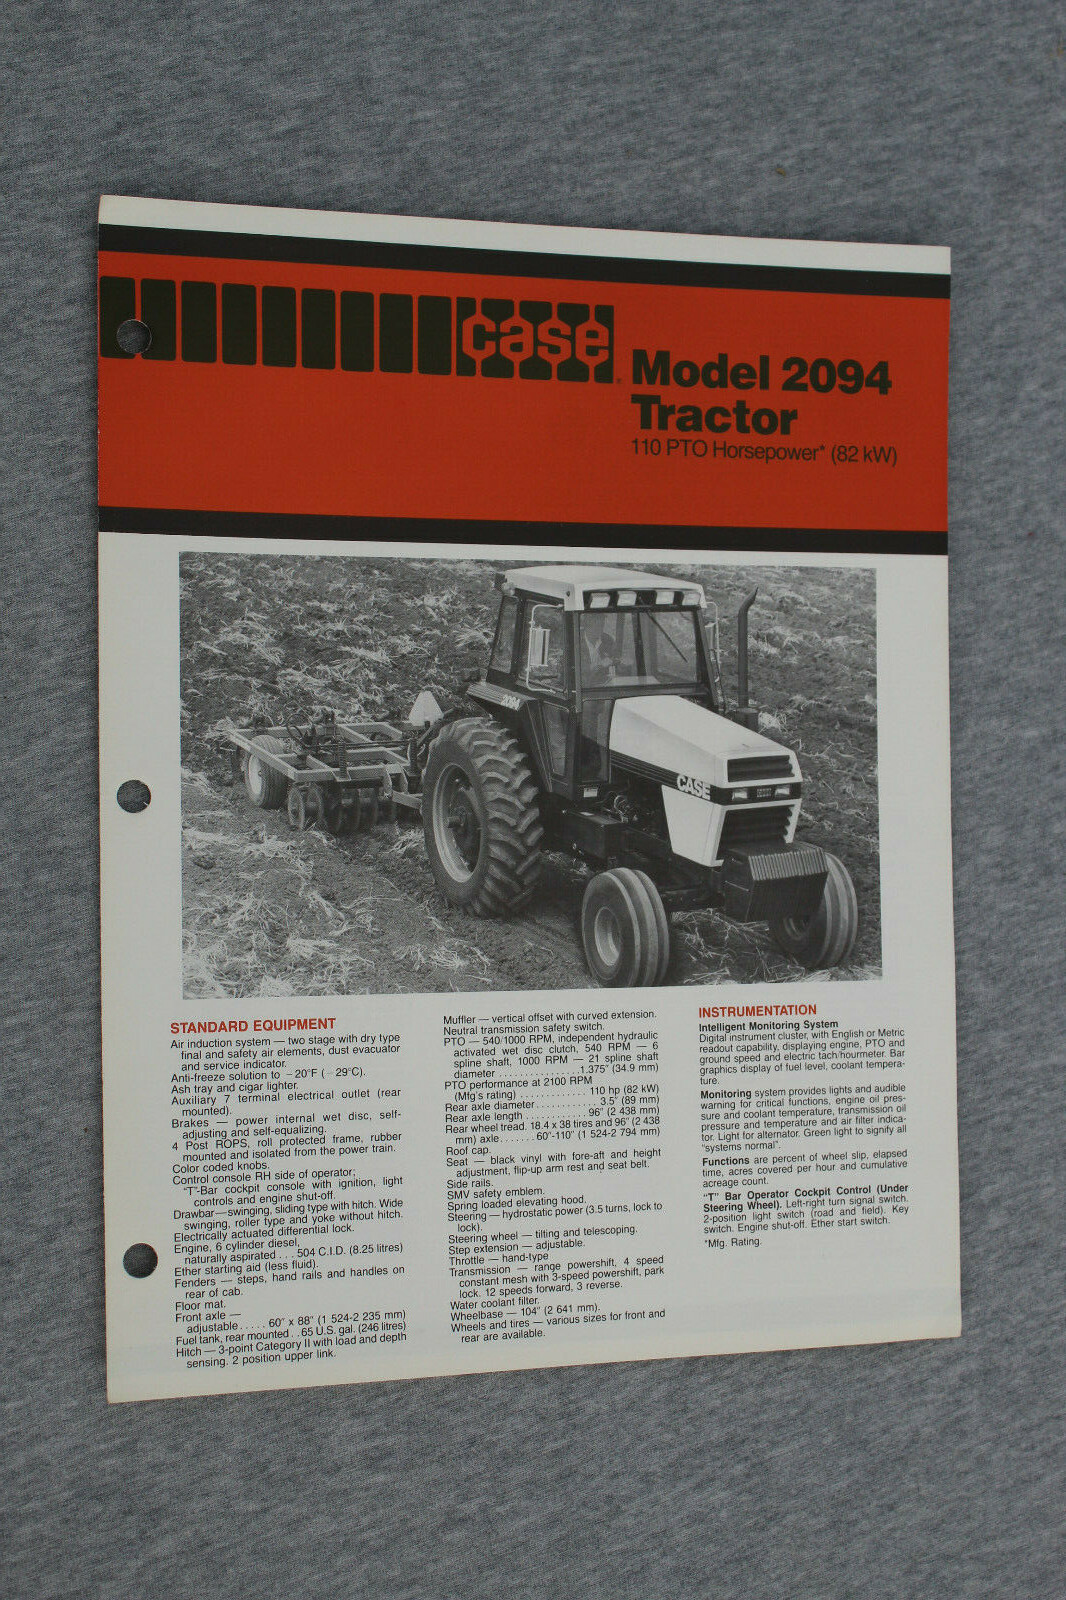 case
Model 2094
Tractor
110 PTO Horsepower* (82 kW)
2094
CASE
STANDARD EQUIPMENT
Air induction system — two stage with dry type
final and safety air elements, dust evacuator
and service indicator.
Anti-freeze solution to −20°F (−29°C).
Ash tray and cigar lighter.
Auxiliary 7 terminal electrical outlet (rear
mounted).
Brakes — power internal wet disc, self-
adjusting and self-equalizing.
4 Post ROPS, roll protected frame, rubber
mounted and isolated from the power train.
Color coded knobs.
Control console RH side of operator;
"T"-Bar cockpit console with ignition, light
controls and engine shut-off.
Drawbar—swinging, sliding type with hitch. Wide
swinging, roller type and yoke without hitch.
Electrically actuated differential lock.
Engine, 6 cylinder diesel,
naturally aspirated . . . 504 C.I.D. (8.25 litres)
Ether starting aid (less fluid).
Fenders — steps, hand rails and handles on
rear of cab.
Floor mat.
Front axle —
adjustable . . . . . 60" x 88" (1 524-2 235 mm)
Fuel tank, rear mounted . . 65 U.S. gal. (246 litres)
Hitch — 3-point Category II with load and depth
sensing. 2 position upper link.
Muffler — vertical offset with curved extension.
Neutral transmission safety switch.
PTO — 540/1000 RPM, independent hydraulic
activated wet disc clutch, 540 RPM — 6
spline shaft, 1000 RPM — 21 spline shaft
diameter . . . . . . . . . . . . . . . .1.375" (34.9 mm)
PTO performance at 2100 RPM
(Mfg's rating) . . . . . . . . . . . . . 110 hp (82 kW)
Rear axle diameter . . . . . . . . . . . 3.5" (89 mm)
Rear axle length . . . . . . . . . . . . 96" (2 438 mm)
Rear wheel tread. 18.4 x 38 tires and 96" (2 438
mm) axle . . . . . . . 60"-110" (1 524-2 794 mm)
Roof cap.
Seat — black vinyl with fore-aft and height
adjustment, flip-up arm rest and seat belt.
Side rails.
SMV safety emblem.
Spring loaded elevating hood.
Steering — hydrostatic power (3.5 turns, lock to
lock).
Steering wheel — tilting and telescoping.
Step extension — adjustable.
Throttle — hand-type
Transmission — range powershift, 4 speed
constant mesh with 3-speed powershift, park
lock. 12 speeds forward, 3 reverse.
Water coolant filter.
Wheelbase — 104" (2 641 mm).
Wheels and tires — various sizes for front and
rear are available.
INSTRUMENTATION
Intelligent Monitoring System
Digital instrument cluster, with English or Metric
readout capability, displaying engine, PTO and
ground speed and electric tach/hourmeter. Bar
graphics display of fuel level, coolant tempera-
ture.
Monitoring system provides lights and audible
warning for critical functions, engine oil pres-
sure and coolant temperature, transmission oil
pressure and temperature and air filter indica-
tor. Light for alternator. Green light to signify all
"systems normal".
Functions are percent of wheel slip, elapsed
time, acres covered per hour and cumulative
acreage count.
"T" Bar Operator Cockpit Control (Under
Steering Wheel). Left-right turn signal switch.
2-position light switch (road and field). Key
switch. Engine shut-off. Ether start switch.
*Mfg. Rating.